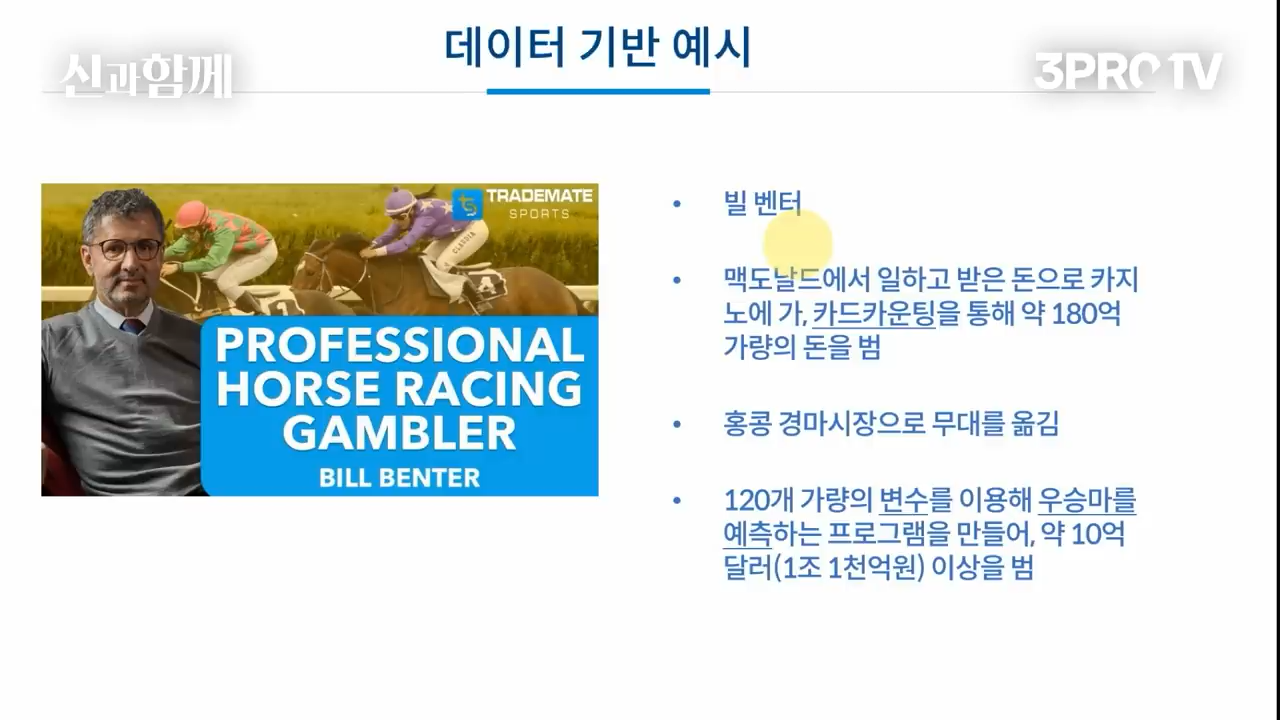 데이터 기반 예시
신과함께
3PROTV
TRADEMATE
SPORTS
CLAUDIA
1
4
PROFESSIONAL
HORSE RACING
GAMBLER
BILL BENTER
• 빌 벤터
• 맥도날드에서 일하고 받은 돈으로 카지
노에 가, 카드카운팅을 통해 약 180억
가량의 돈을 범
• 홍콩 경마시장으로 무대를 옮김
• 120개 가량의 변수를 이용해 우승마를
예측하는 프로그램을 만들어, 약 10억
달러(1조 1천억원) 이상을 범